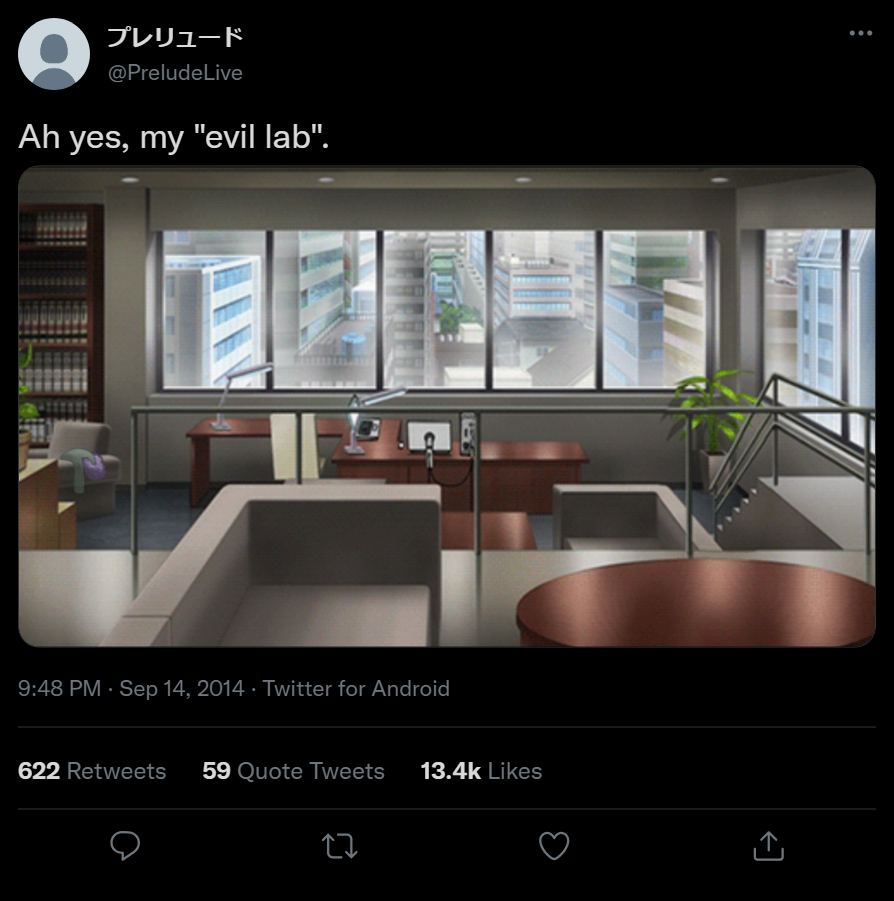 プレリュード
@PreludeLive
Ah yes, my "evil lab".
9:48 PM · Sep 14, 2014 · Twitter for Android
622 Retweets 59 Quote Tweets 13.4k Likes